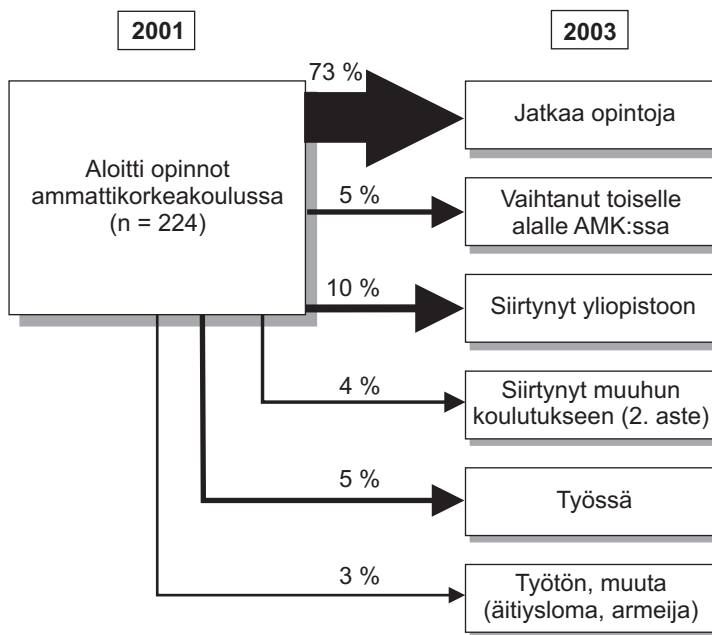 2001
2003
73 %
Aloitti opinnot
ammattikorkeakoulussa
(n = 224)
Jatkaa opintoja
5 %
Vaihtanut toiselle
alalle AMK:ssa
10 %
Siirtynyt yliopistoon
4 %
Siirtynyt muuhun
koulutukseen (2. aste)
5 %
Työssä
3 %
Työtön, muuta
(äitiysloma, armeija)